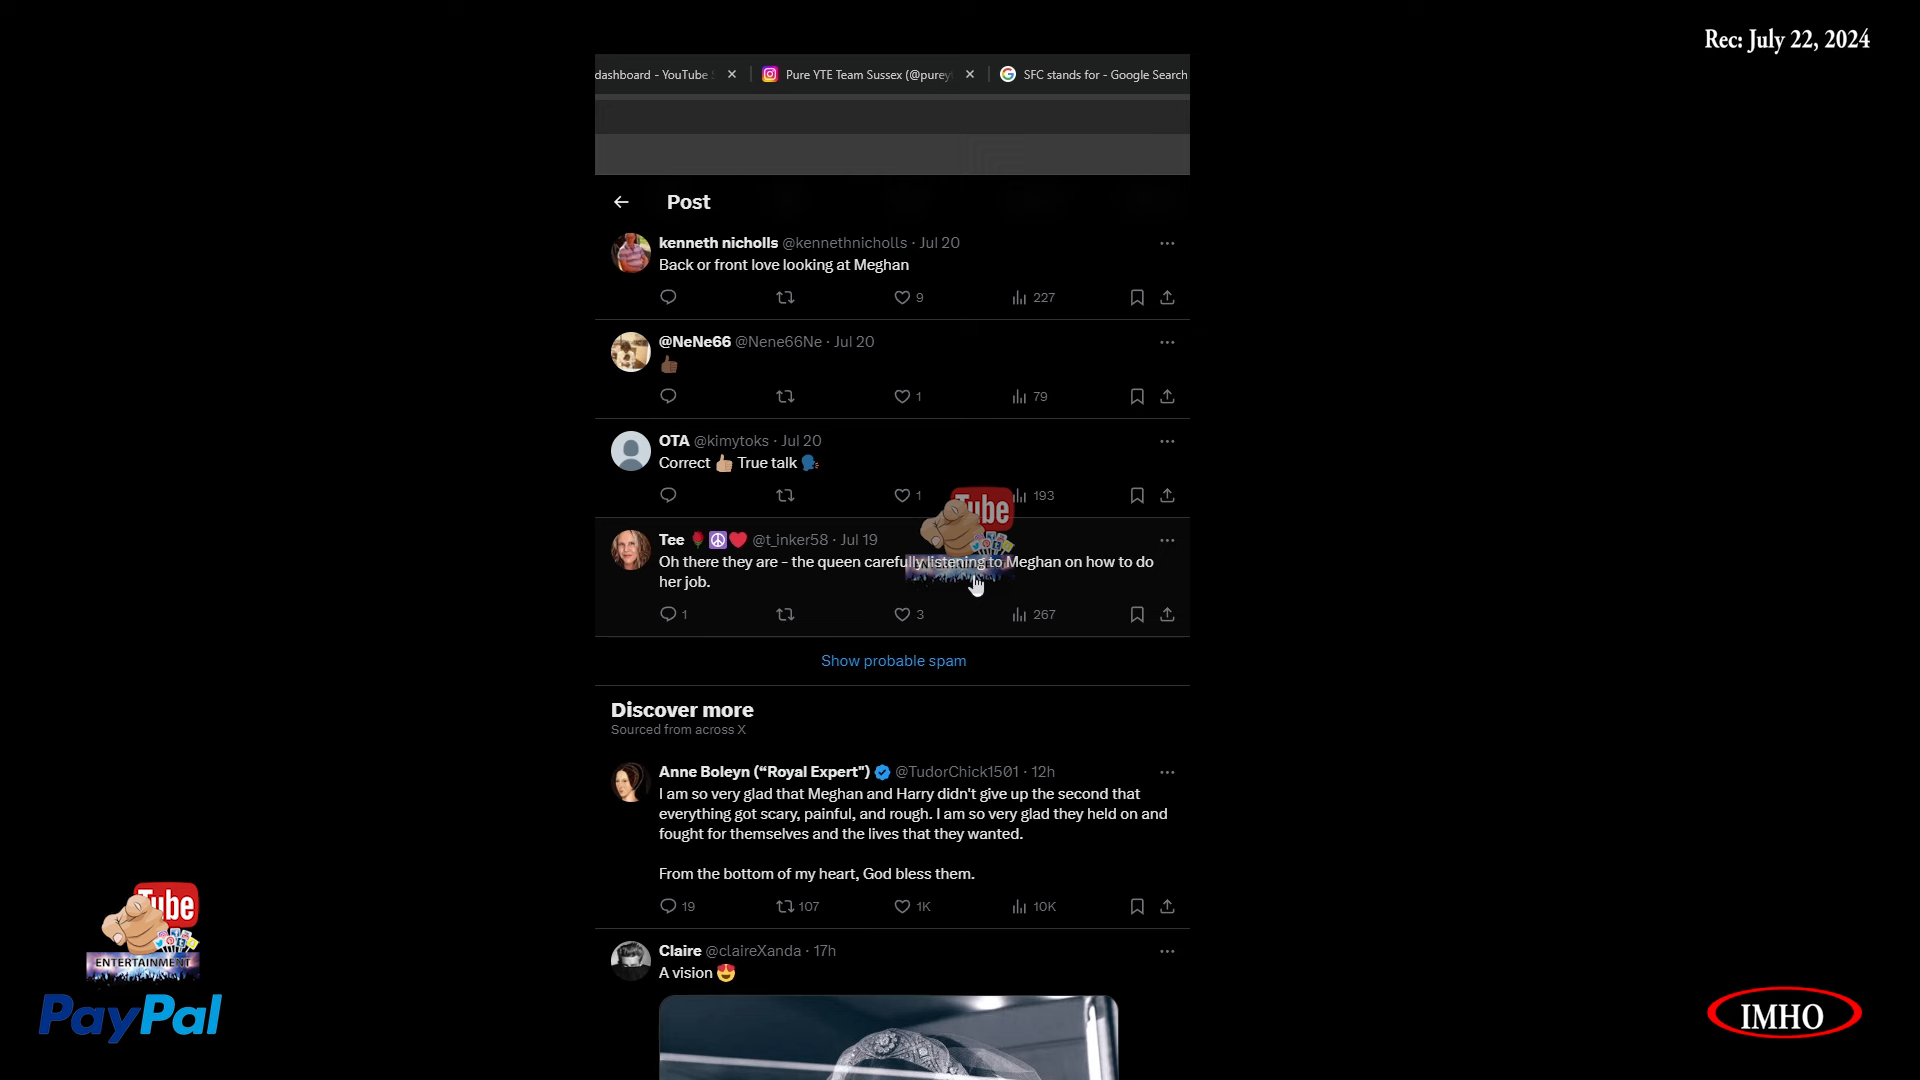 Rec: July 22, 2024
dashboard - YouTube
Pure YTE Team Sussex (@purey
SFC stands for - Google Search
Post
kenneth nicholls @kennethnicholls · Jul 20
Back or front love looking at Meghan
9 227
@NeNe66 @Nene66Ne · Jul 20
👍🏾
1 79
OTA @kimytoks · Jul 20
Correct 👍🏼 True talk 🗣
1 193
Tube
Tee 🌹☮️❤️ @t_inker58 · Jul 19
Oh there they are - the queen carefully listening to Meghan on how to do
her job.
1 3 267
Show probable spam
Discover more
Sourced from across X
Anne Boleyn (“Royal Expert") @TudorChick1501 · 12h
I am so very glad that Meghan and Harry didn't give up the second that
everything got scary, painful, and rough. I am so very glad they held on and
fought for themselves and the lives that they wanted.
From the bottom of my heart, God bless them.
19 107 1K 10K
Claire @claireXanda · 17h
A vision 😍
Tube
ENTERTAINMENT
PayPal
IMHO